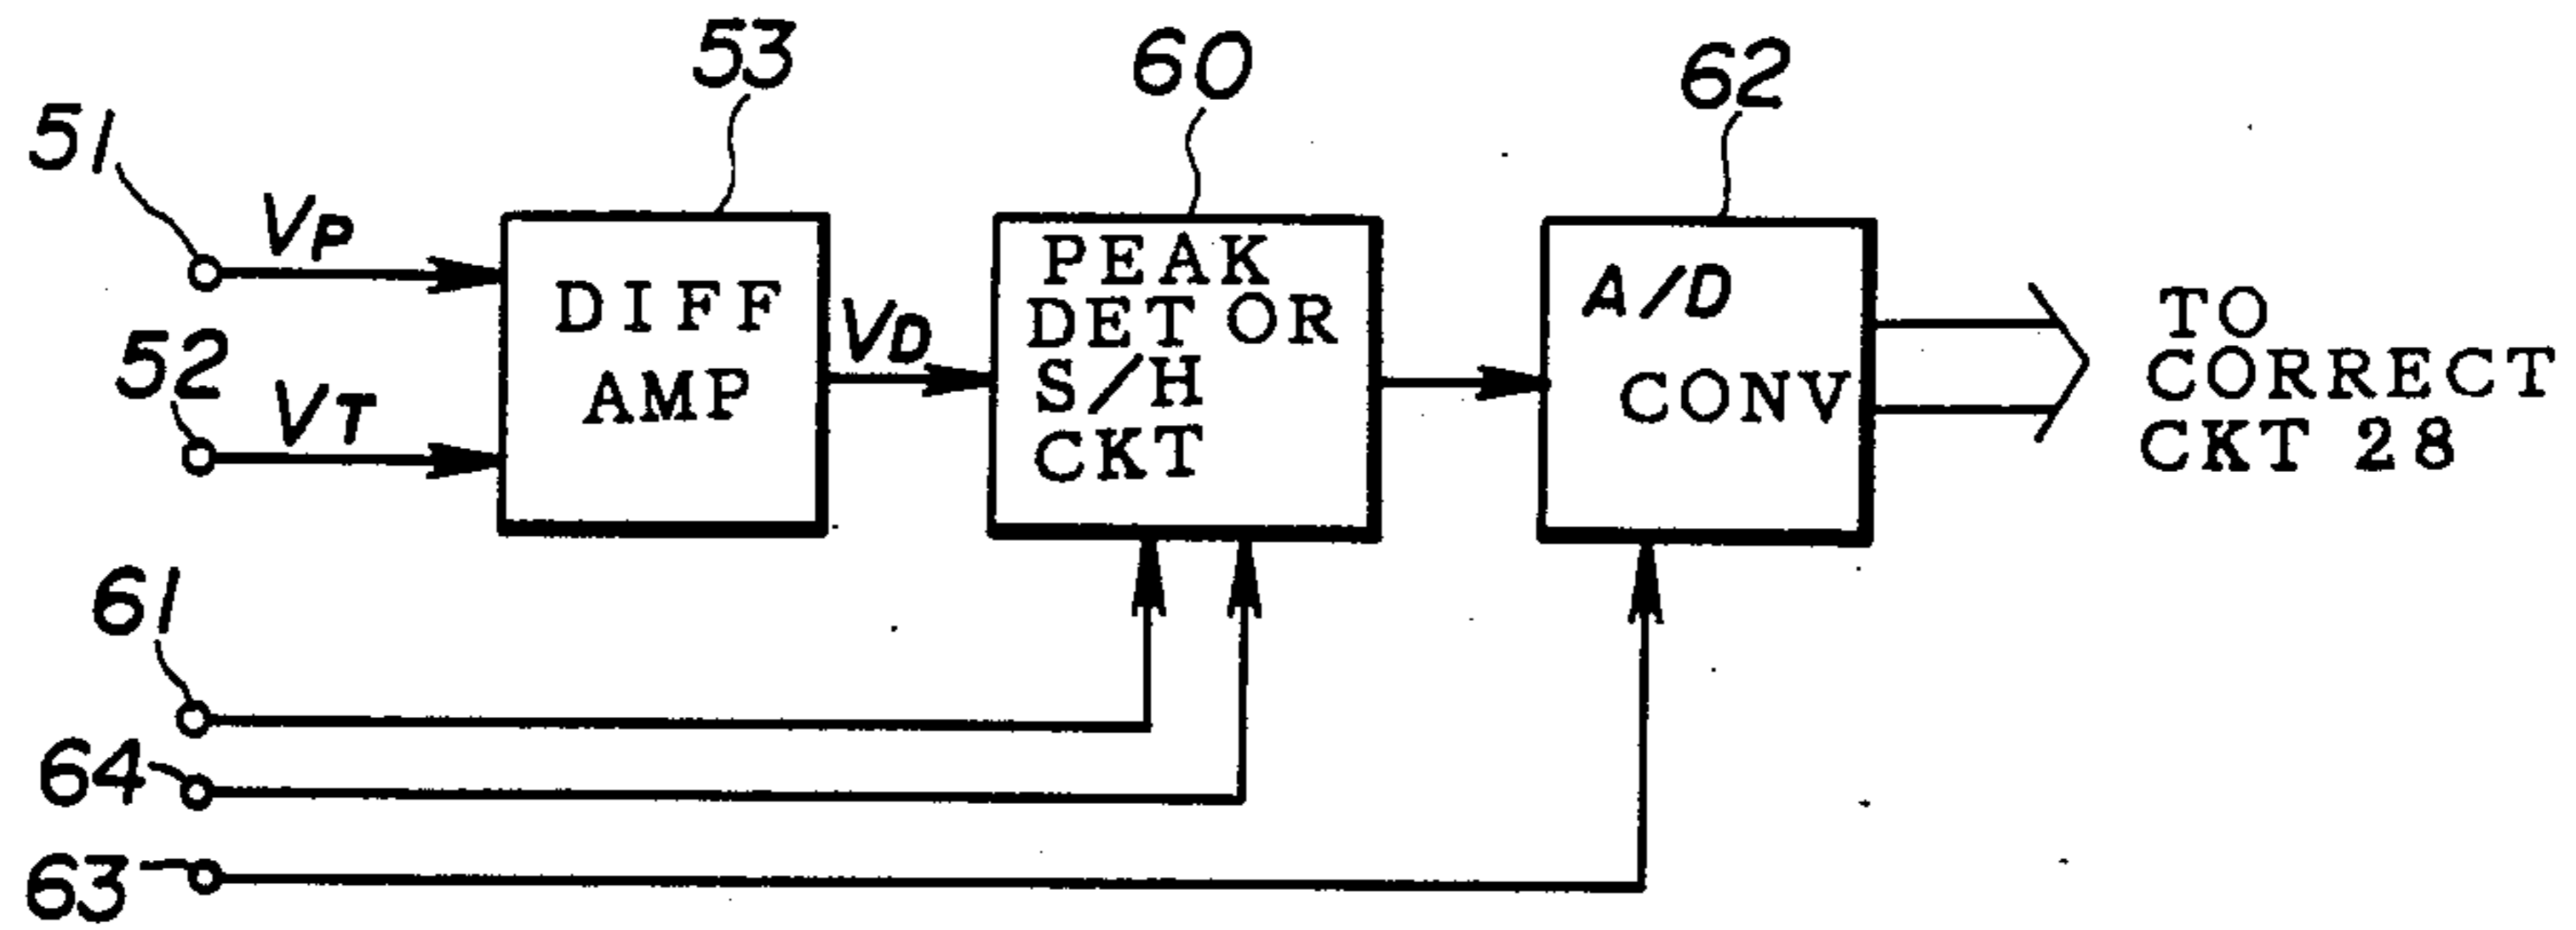 53
60
62
51
VP
52
VT
DIFF
AMP
VD
PEAK
DET OR
S/H
CKT
A/D
CONV
TO
CORRECT
CKT 28
61
64
63